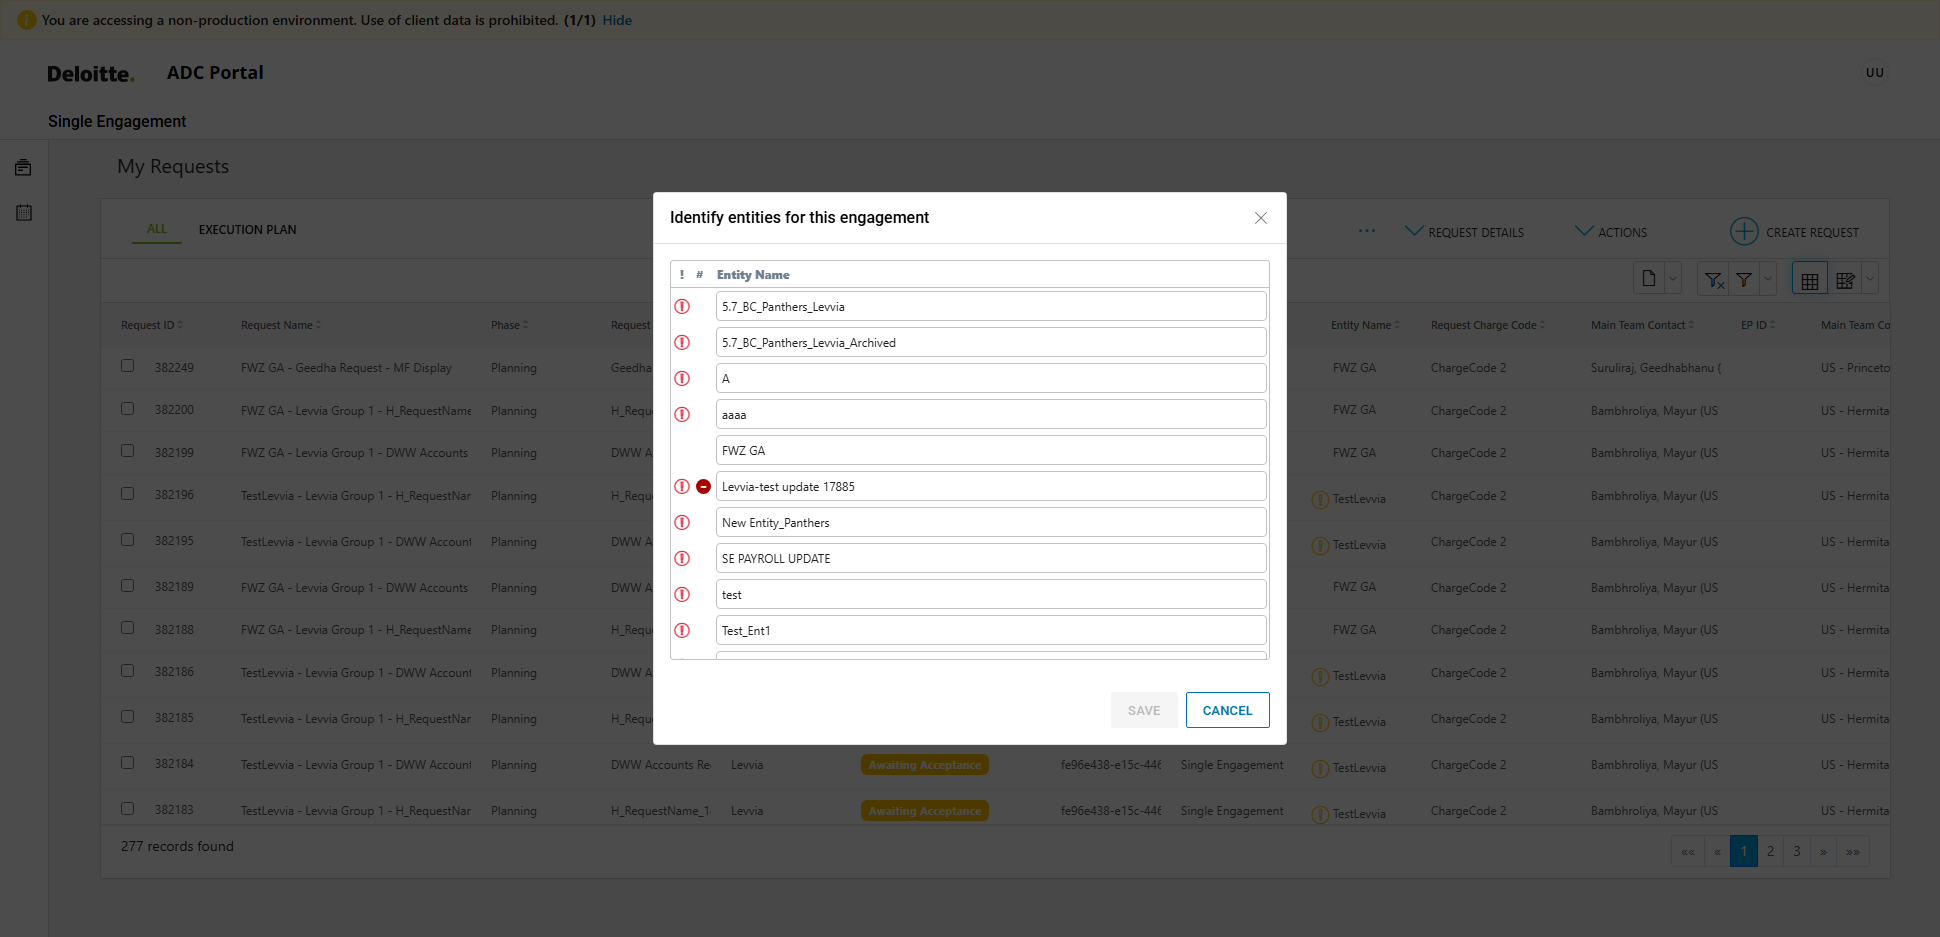 You are accessing a non-production environment. Use of client data is prohibited. (1/1) Hide
Deloitte. ADC Portal
UU
Single Engagement
My Requests
ALL EXECUTION PLAN
... REQUEST DETAILS ACTIONS CREATE REQUEST
Request ID Request Name Phase Request Entity Name Request Charge Code Main Team Contact EP ID Main Team Co
382249 FWZ GA - Geedha Request - MF Display Planning Geedha FWZ GA ChargeCode 2 Suruliraj, Geedhabhanu ( US - Princeto
382200 FWZ GA - Levvia Group 1 - H_RequestName Planning H_Requ FWZ GA ChargeCode 2 Bambhroliya, Mayur (US US - Hermita
382199 FWZ GA - Levvia Group 1 - DWW Accounts Planning DWW A FWZ GA ChargeCode 2 Bambhroliya, Mayur (US US - Hermita
382196 TestLevvia - Levvia Group 1 - H_RequestNar Planning H_Requ TestLevvia ChargeCode 2 Bambhroliya, Mayur (US US - Hermita
382195 TestLevvia - Levvia Group 1 - DWW Accoun Planning DWW A TestLevvia ChargeCode 2 Bambhroliya, Mayur (US US - Hermita
382189 FWZ GA - Levvia Group 1 - DWW Accounts Planning DWW A FWZ GA ChargeCode 2 Bambhroliya, Mayur (US US - Hermita
382188 FWZ GA - Levvia Group 1 - H_RequestName Planning H_Requ FWZ GA ChargeCode 2 Bambhroliya, Mayur (US US - Hermita
382186 TestLevvia - Levvia Group 1 - DWW Accoun Planning DWW A TestLevvia ChargeCode 2 Bambhroliya, Mayur (US US - Hermita
382185 TestLevvia - Levvia Group 1 - H_RequestNar Planning H_Requ TestLevvia ChargeCode 2 Bambhroliya, Mayur (US US - Hermita
382184 TestLevvia - Levvia Group 1 - DWW Accoun Planning DWW Accounts Re Levvia Awaiting Acceptance fe96e438-e15c-446 Single Engagement TestLevvia ChargeCode 2 Bambhroliya, Mayur (US US - Hermita
382183 TestLevvia - Levvia Group 1 - H_RequestNar Planning H_RequestName_1 Levvia Awaiting Acceptance fe96e438-e15c-446 Single Engagement TestLevvia ChargeCode 2 Bambhroliya, Mayur (US US - Hermita
277 records found
«« « 1 2 3 » »»
Identify entities for this engagement
! # Entity Name
5.7_BC_Panthers_Levvia
5.7_BC_Panthers_Levvia_Archived
A
aaaa
FWZ GA
Levvia-test update 17885
New Entity_Panthers
SE PAYROLL UPDATE
test
Test_Ent1
SAVE CANCEL